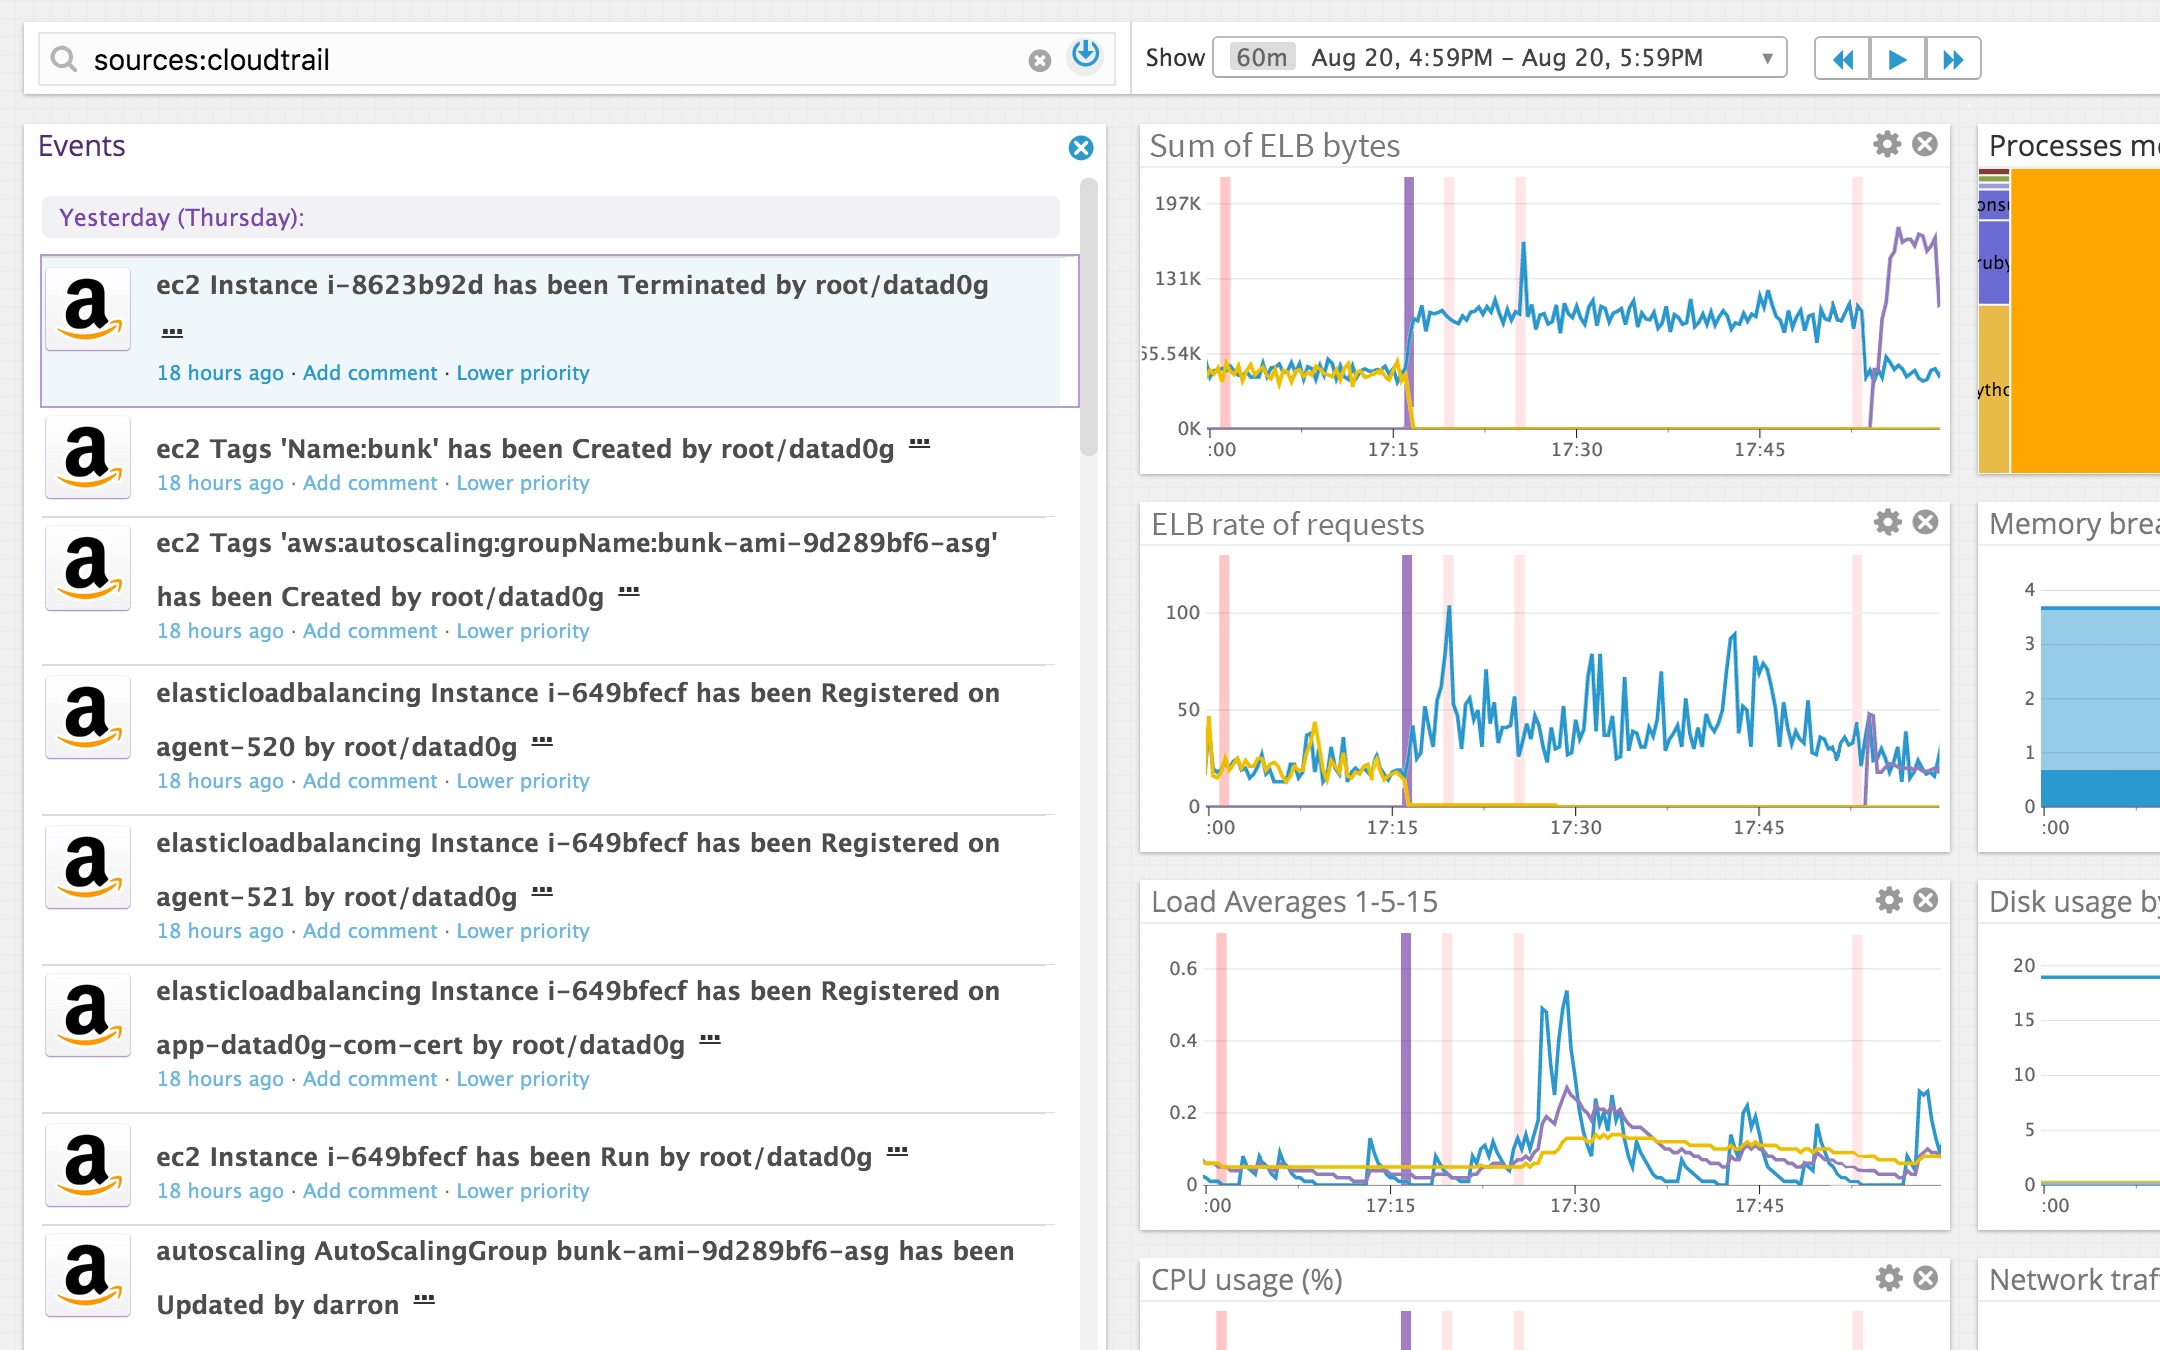 sources:cloudtrail
Show 60m Aug 20, 4:59PM – Aug 20, 5:59PM
Events
Yesterday (Thursday):
ec2 Instance i-8623b92d has been Terminated by root/datad0g
...
18 hours ago · Add comment · Lower priority
ec2 Tags 'Name:bunk' has been Created by root/datad0g ...
18 hours ago · Add comment · Lower priority
ec2 Tags 'aws:autoscaling:groupName:bunk-ami-9d289bf6-asg'
has been Created by root/datad0g ...
18 hours ago · Add comment · Lower priority
elasticloadbalancing Instance i-649bfecf has been Registered on
agent-520 by root/datad0g ...
18 hours ago · Add comment · Lower priority
elasticloadbalancing Instance i-649bfecf has been Registered on
agent-521 by root/datad0g ...
18 hours ago · Add comment · Lower priority
elasticloadbalancing Instance i-649bfecf has been Registered on
app-datad0g-com-cert by root/datad0g ...
18 hours ago · Add comment · Lower priority
ec2 Instance i-649bfecf has been Run by root/datad0g ...
18 hours ago · Add comment · Lower priority
autoscaling AutoScalingGroup bunk-ami-9d289bf6-asg has been
Updated by darron ...
Sum of ELB bytes
197K
131K
65.54K
0K
:00 17:15 17:30 17:45
ELB rate of requests
100
50
0
:00 17:15 17:30 17:45
Load Averages 1-5-15
0.6
0.4
0.2
0
:00 17:15 17:30 17:45
CPU usage (%)
Processes m
ons
ruby
ytho
Memory brea
4
3
2
1
0
:00
Disk usage by
20
15
10
5
0
:00
Network traf